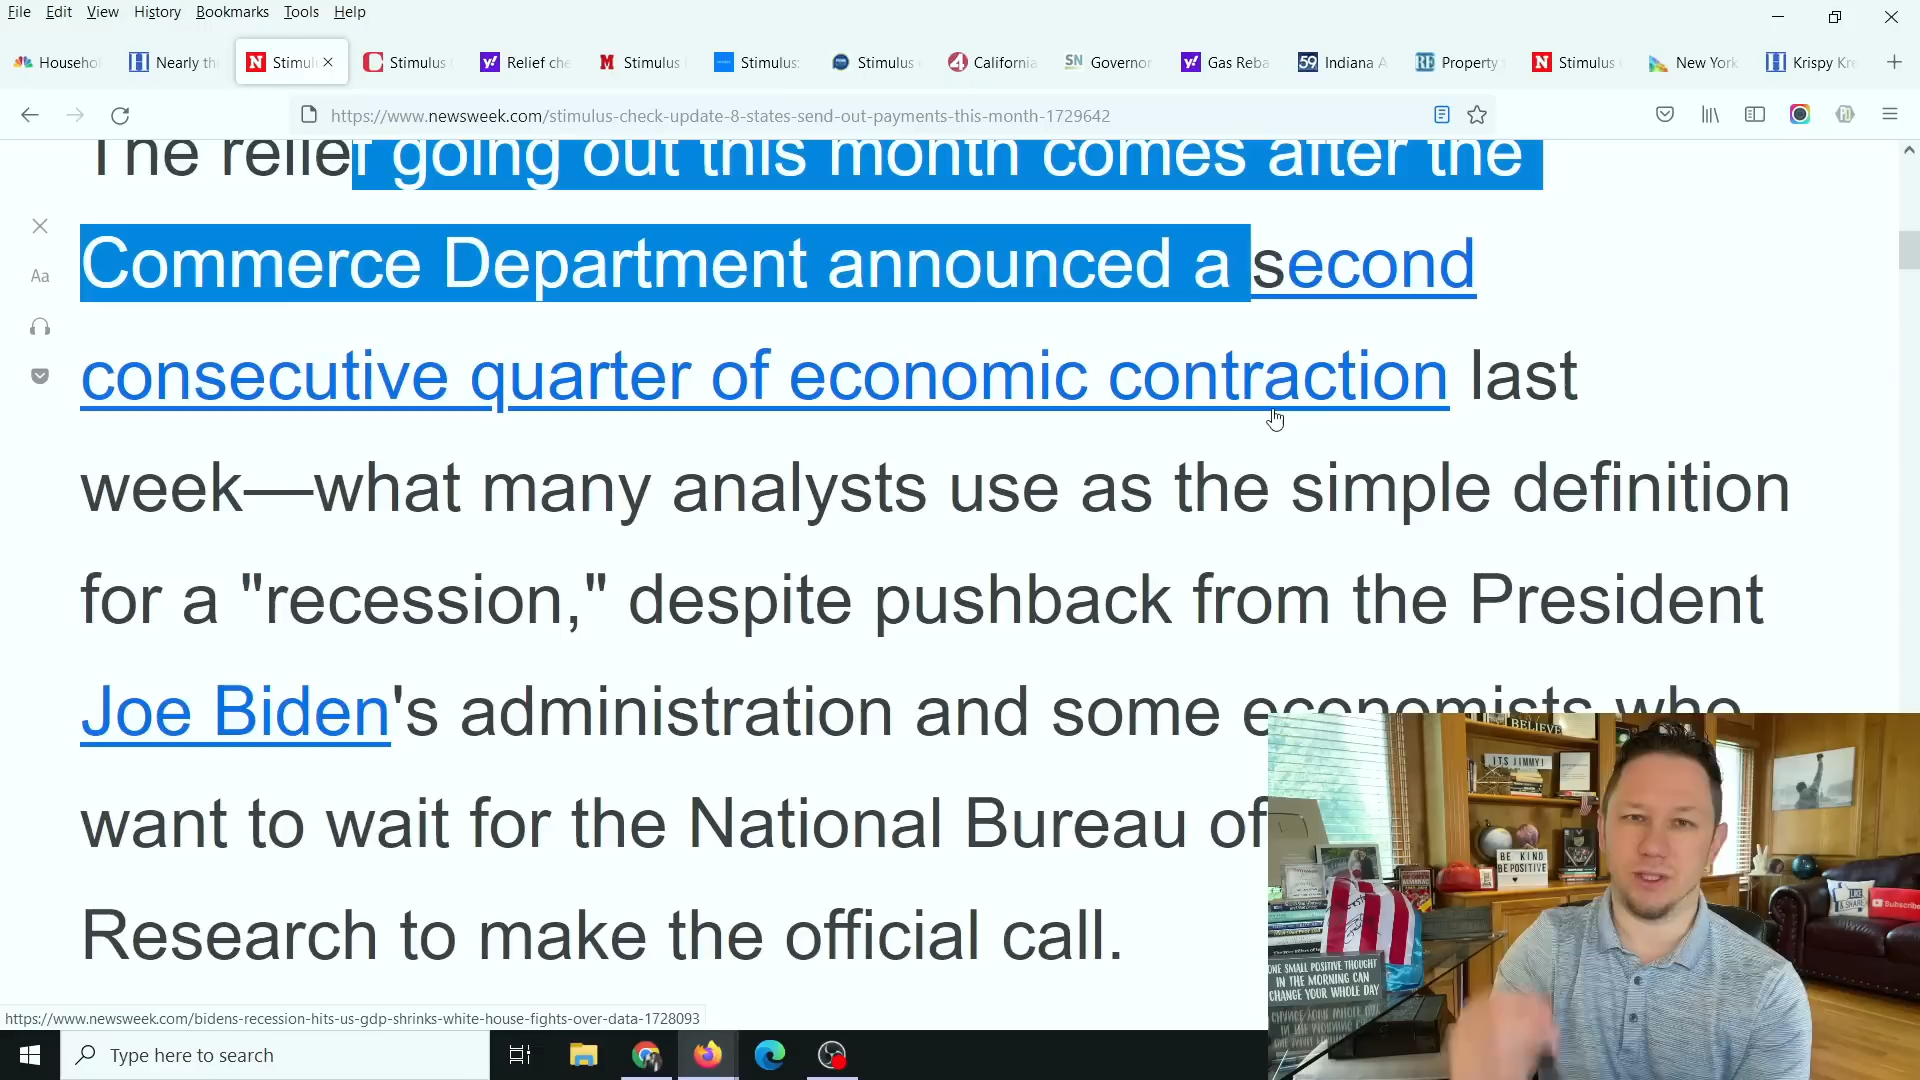 File Edit View History Bookmarks Tools Help
Househo Nearly th Stimul Stimulus Relief che Stimulus Stimulus: Stimulus California Governor Gas Reba Indiana A Property Stimulus New York Krispy Kre
https://www.newsweek.com/stimulus-check-update-8-states-send-out-payments-this-month-1729642
The relief going out this month comes after the
Commerce Department announced a second
consecutive quarter of economic contraction last
week—what many analysts use as the simple definition
for a "recession," despite pushback from the President
Joe Biden's administration and some economists who
want to wait for the National Bureau of
Research to make the official call.
Aa
BELIEVE
ITS JIMMY!
BE KIND
BE POSITIVE
LIKE
& SHARE
Subscribe
ONE SMALL POSITIVE THOUGHT
IN THE MORNING CAN
CHANGE YOUR WHOLE DAY
https://www.newsweek.com/bidens-recession-hits-us-gdp-shrinks-white-house-fights-over-data-1728093
Type here to search